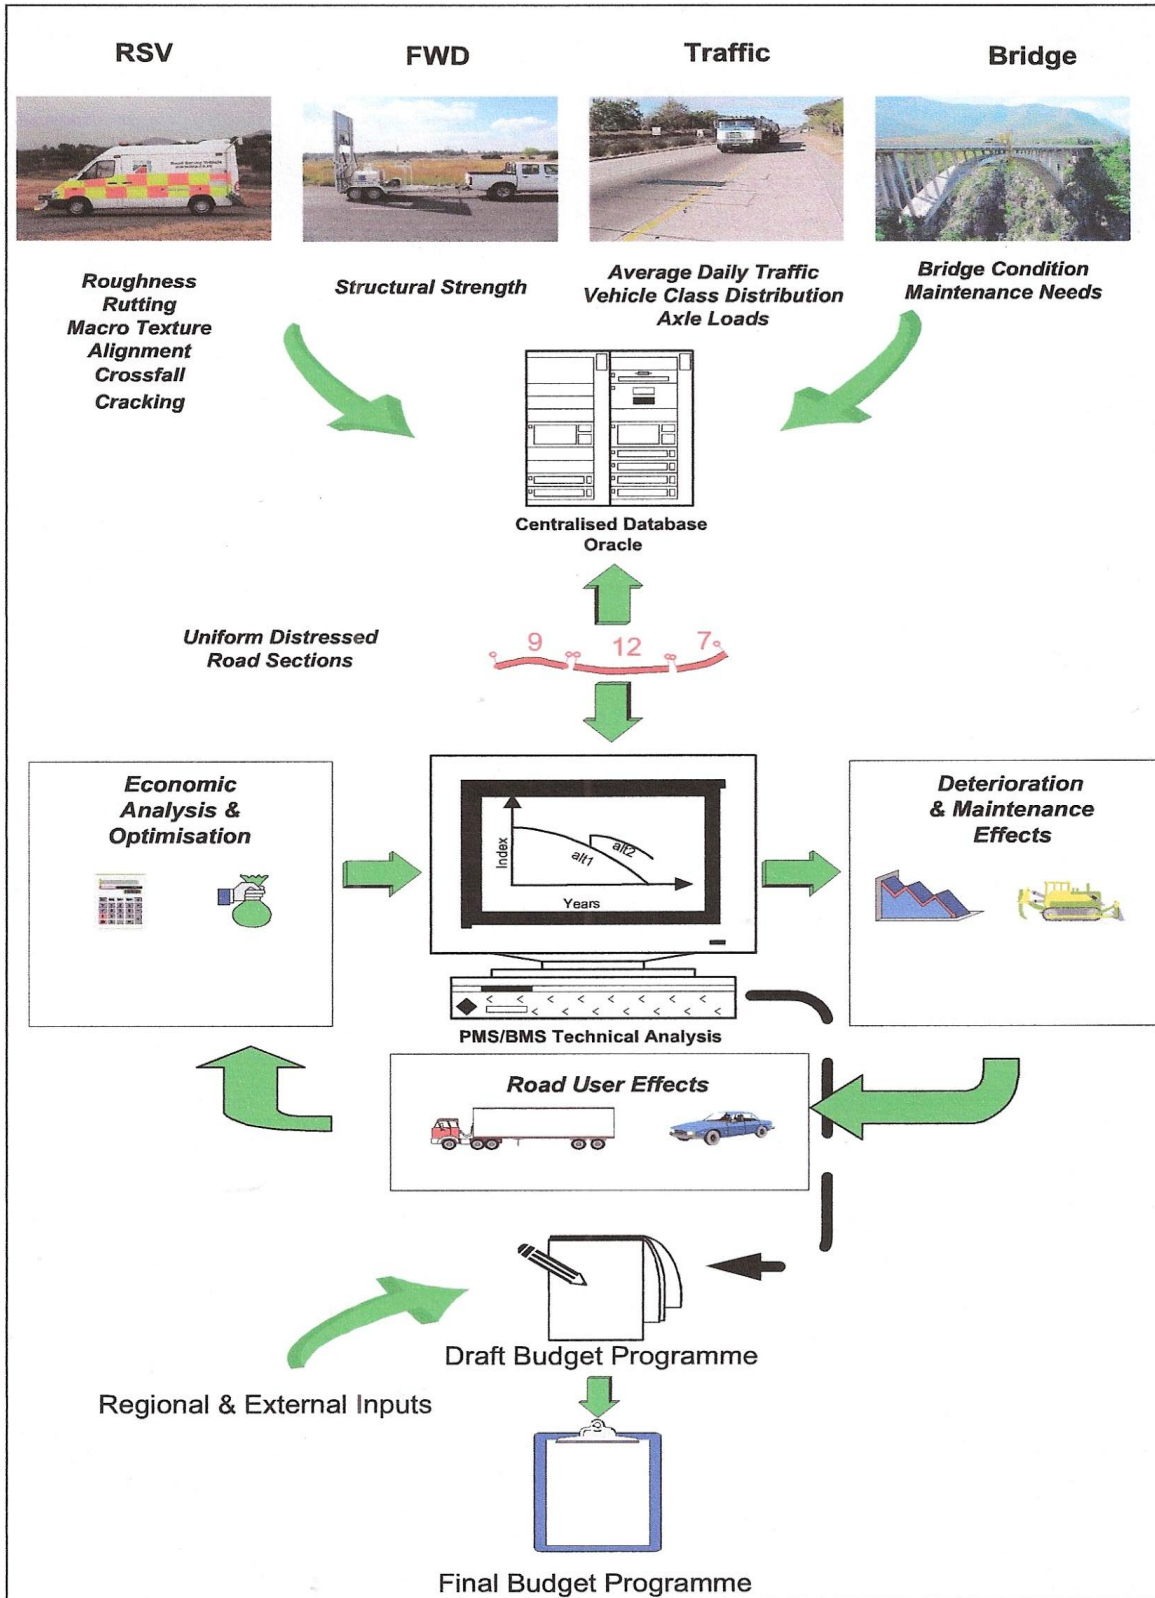 RSV
FWD
Traffic
Bridge
Roughness
Rutting
Macro Texture
Alignment
Crossfall
Cracking
Structural Strength
Average Daily Traffic
Vehicle Class Distribution
Axle Loads
Bridge Condition
Maintenance Needs
Centralised Database
Oracle
Uniform Distressed
Road Sections
9
12
7
Economic
Analysis &
Optimisation
Index
alt1
alt2
Years
Deterioration
& Maintenance
Effects
PMS/BMS Technical Analysis
Road User Effects
Draft Budget Programme
Regional & External Inputs
Final Budget Programme